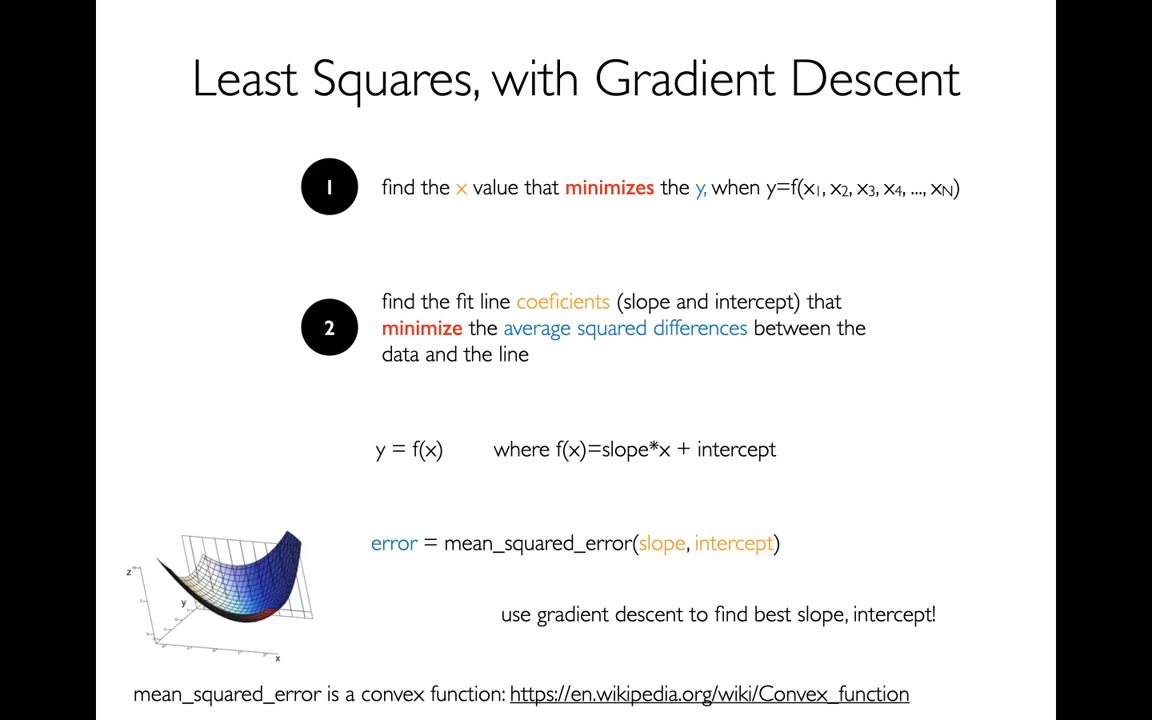 Least Squares, with Gradient Descent
1
find the x value that minimizes the y, when y=f(x1, x2, x3, x4, ..., xN)
2
find the fit line coeficients (slope and intercept) that
minimize the average squared differences between the
data and the line
y = f(x) where f(x)=slope*x + intercept
error = mean_squared_error(slope, intercept)
z
y
x
use gradient descent to find best slope, intercept!
mean_squared_error is a convex function: https://en.wikipedia.org/wiki/Convex_function